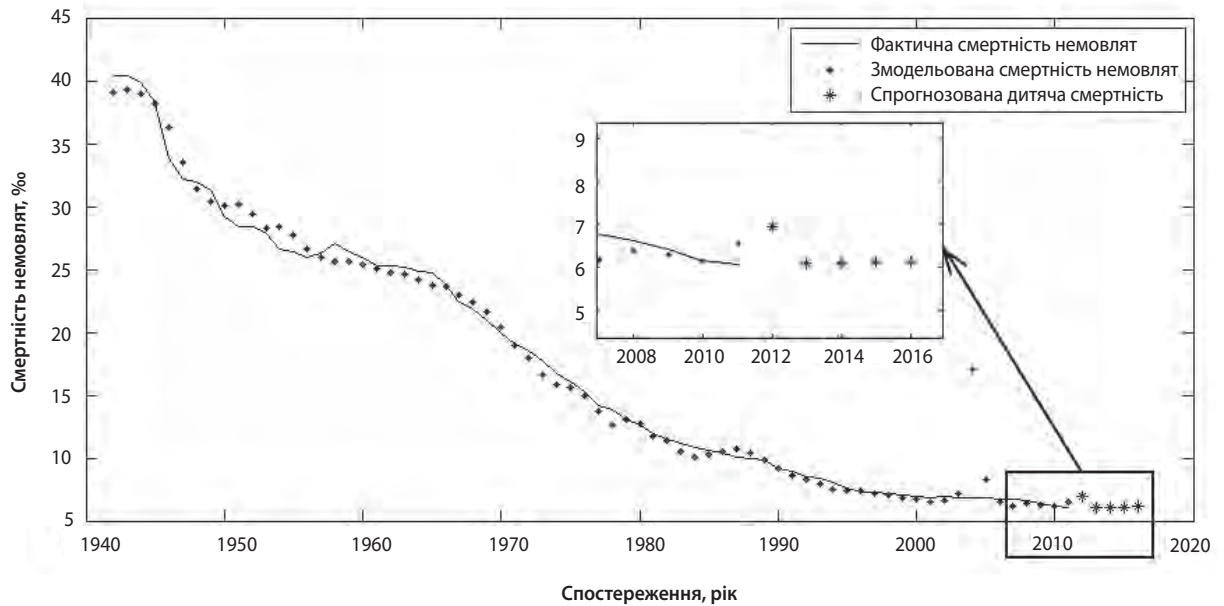 45
40
35
30
25
20
15
10
5
Смертність немовлят, ‰
Фактична смертність немовлят
Змодельована смертність немовлят
Спрогнозована дитяча смертність
9
8
7
6
5
2008 2010 2012 2014 2016
1940 1950 1960 1970 1980 1990 2000 2010 2020
Спостереження, рік